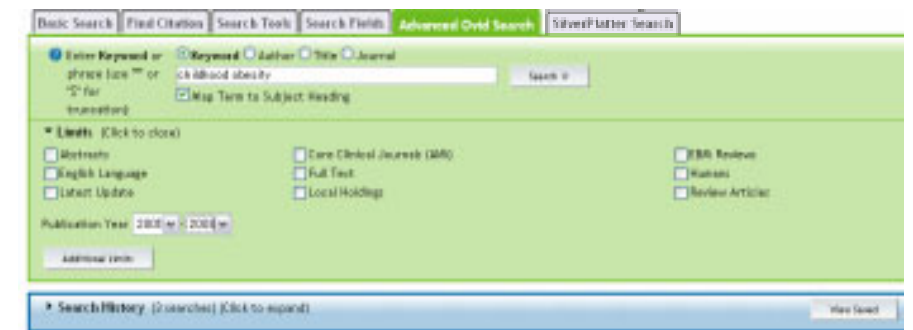 Basic Search Find Citation Search Tools Search Fields Advanced Ovid Search SilverPlatter Search
Enter Keyword or Keyword Author Title Journal
phrase (use "*" or childhood obesity Search
"$" for Map Term to Subject Heading
truncation)
Limits (Click to close)
Abstracts Core Clinical Journals (AIM) EBM Reviews
English Language Full Text Humans
Latest Update Local Holdings Review Articles
Publication Year -
Additional Limits
Search History searches) (Click to expand) View Saved